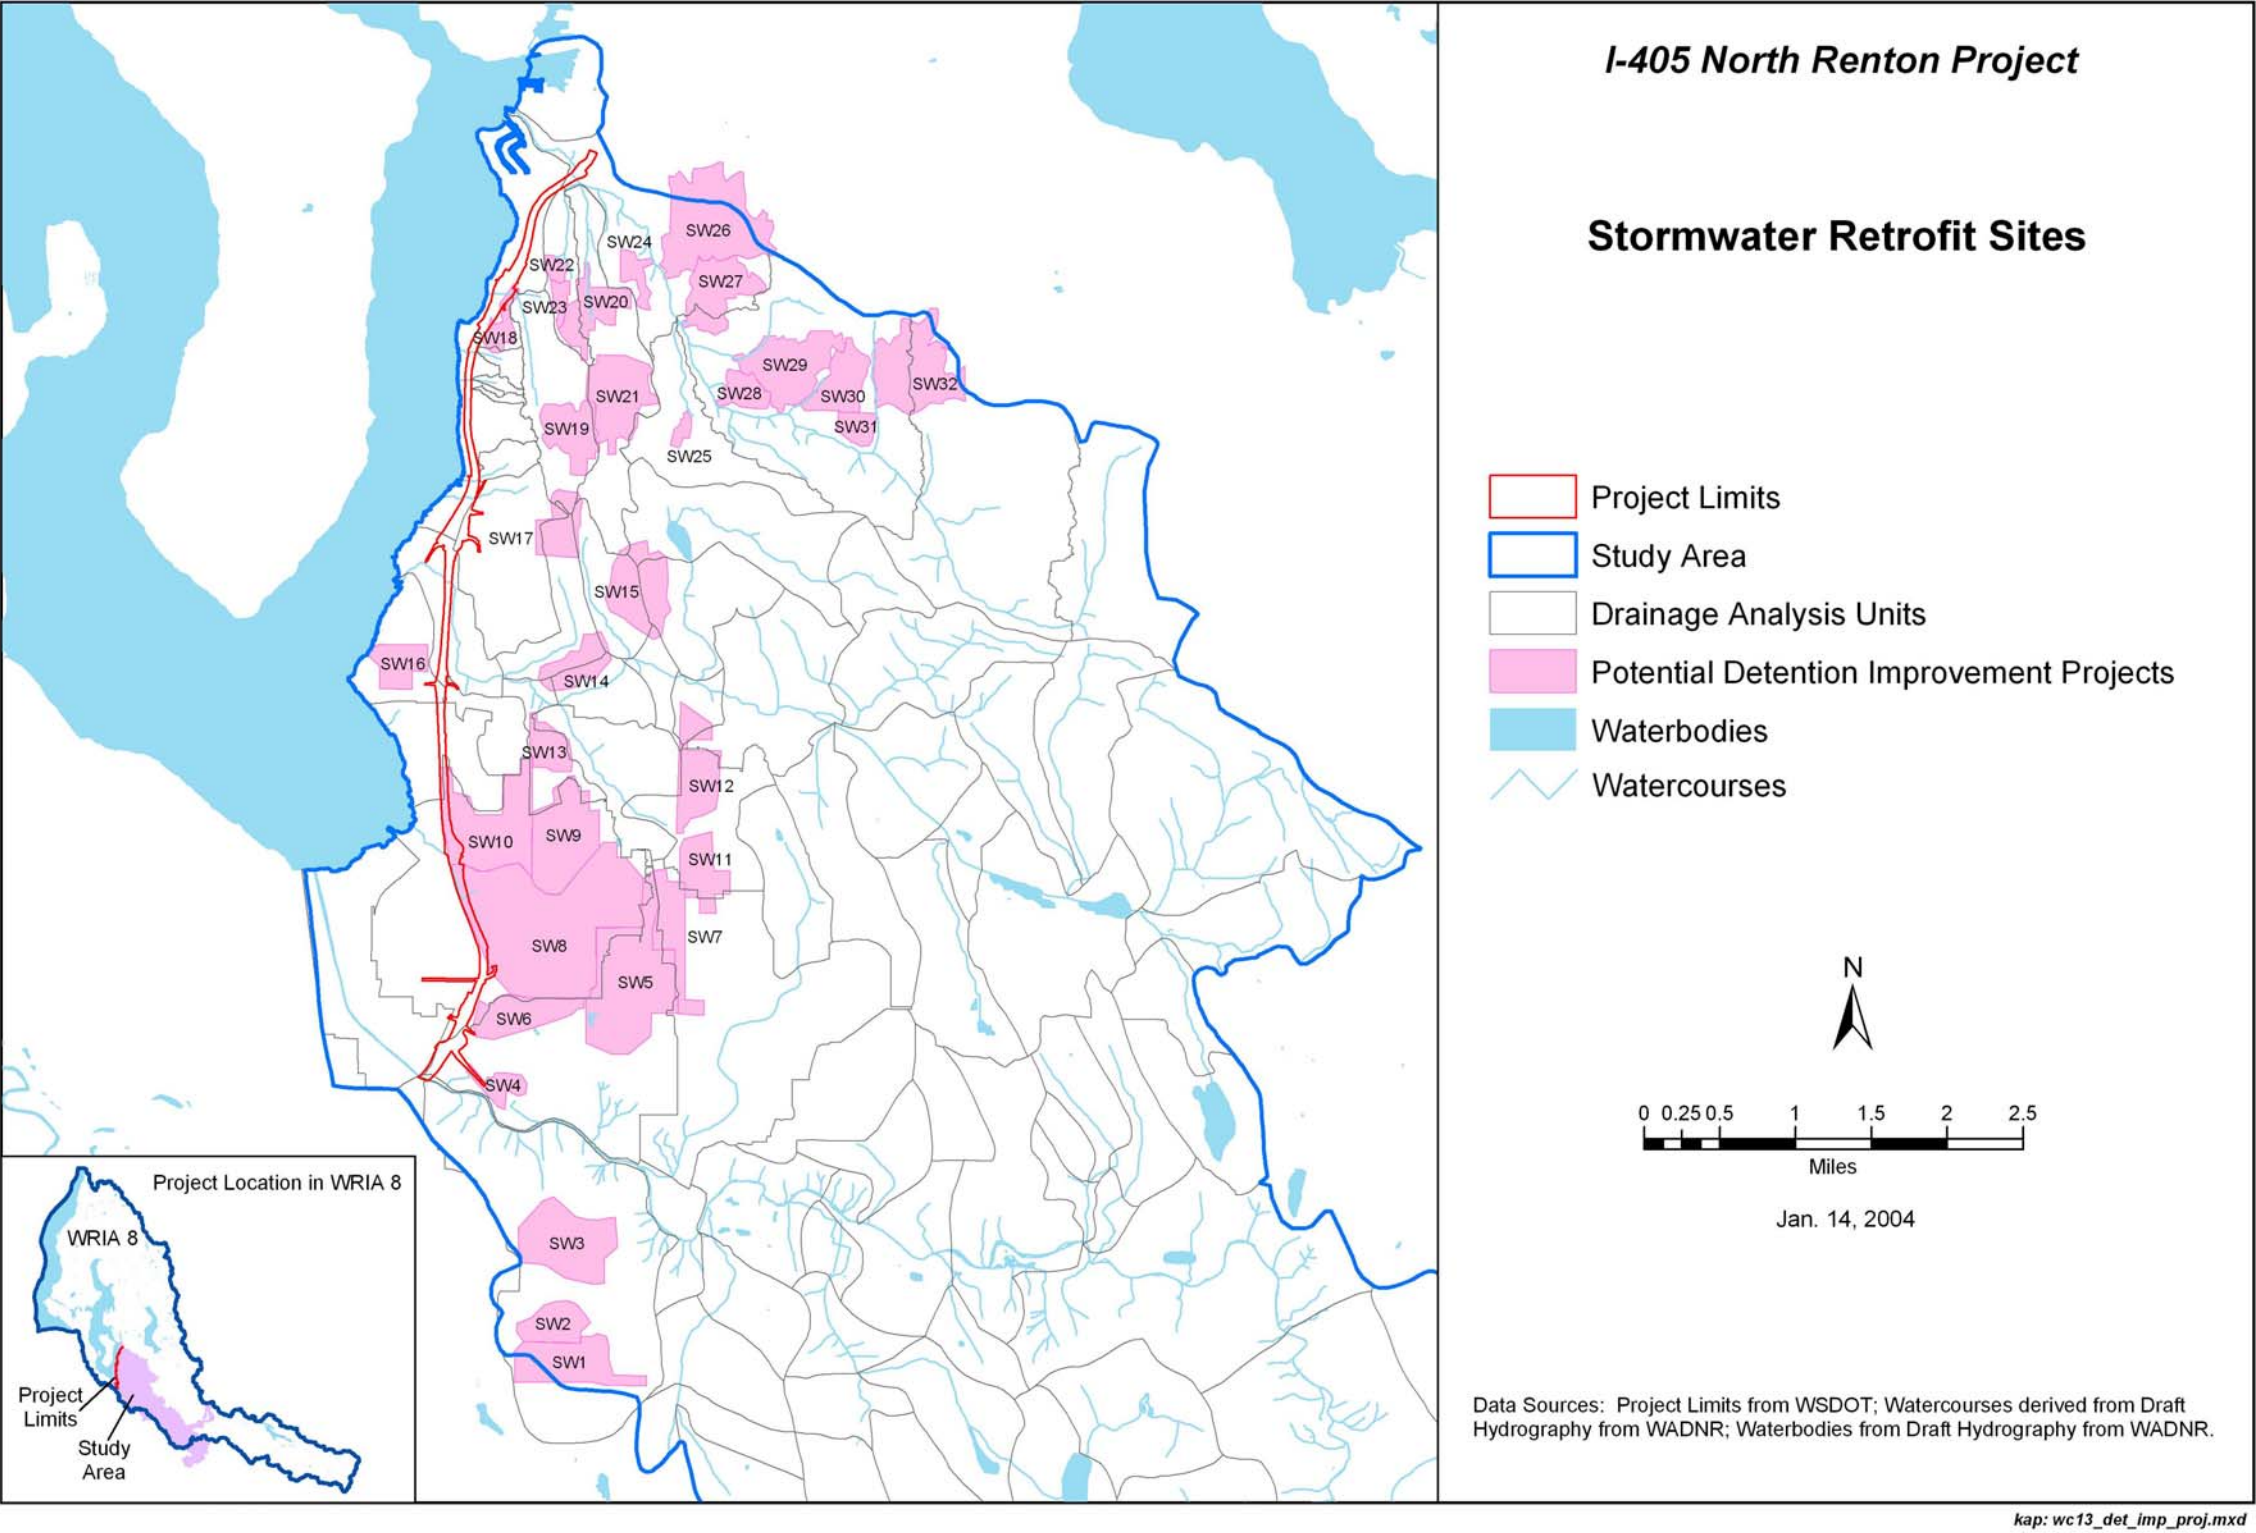 I-405 North Renton Project
Stormwater Retrofit Sites
Project Limits
Study Area
Drainage Analysis Units
Potential Detention Improvement Projects
Waterbodies
Watercourses
N
0 0.25 0.5 1 1.5 2 2.5
Miles
Jan. 14, 2004
Data Sources: Project Limits from WSDOT; Watercourses derived from Draft
Hydrography from WADNR; Waterbodies from Draft Hydrography from WADNR.
SW26
SW24
SW22
SW27
SW23
SW20
SW18
SW29
SW32
SW28
SW30
SW21
SW31
SW19
SW25
SW17
SW15
SW16
SW14
SW13
SW12
SW10
SW9
SW11
SW8
SW7
SW5
SW6
SW4
SW3
SW2
SW1
Project Location in WRIA 8
WRIA 8
Project
Limits
Study
Area
kap: wc13_det_imp_proj.mxd